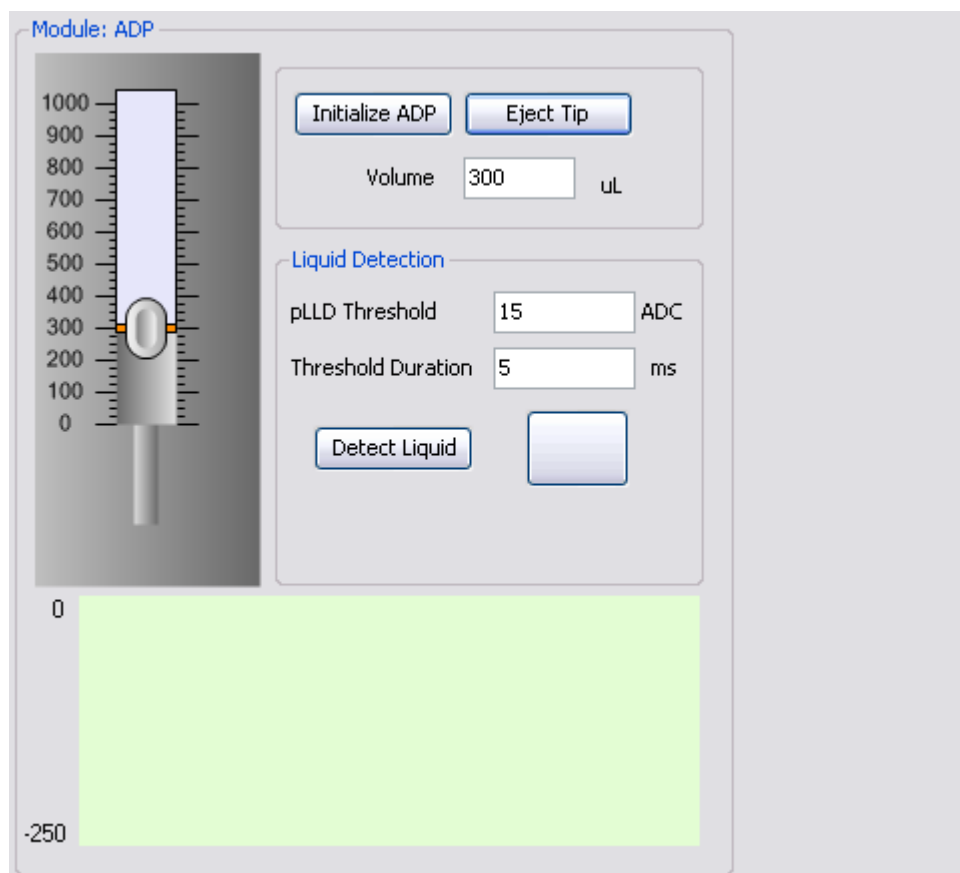 Module: ADP
1000
900
800
700
600
500
400
300
200
100
0
Initialize ADP Eject Tip
Volume 300 uL
Liquid Detection
pLLD Threshold 15 ADC
Threshold Duration 5 ms
Detect Liquid
0
-250